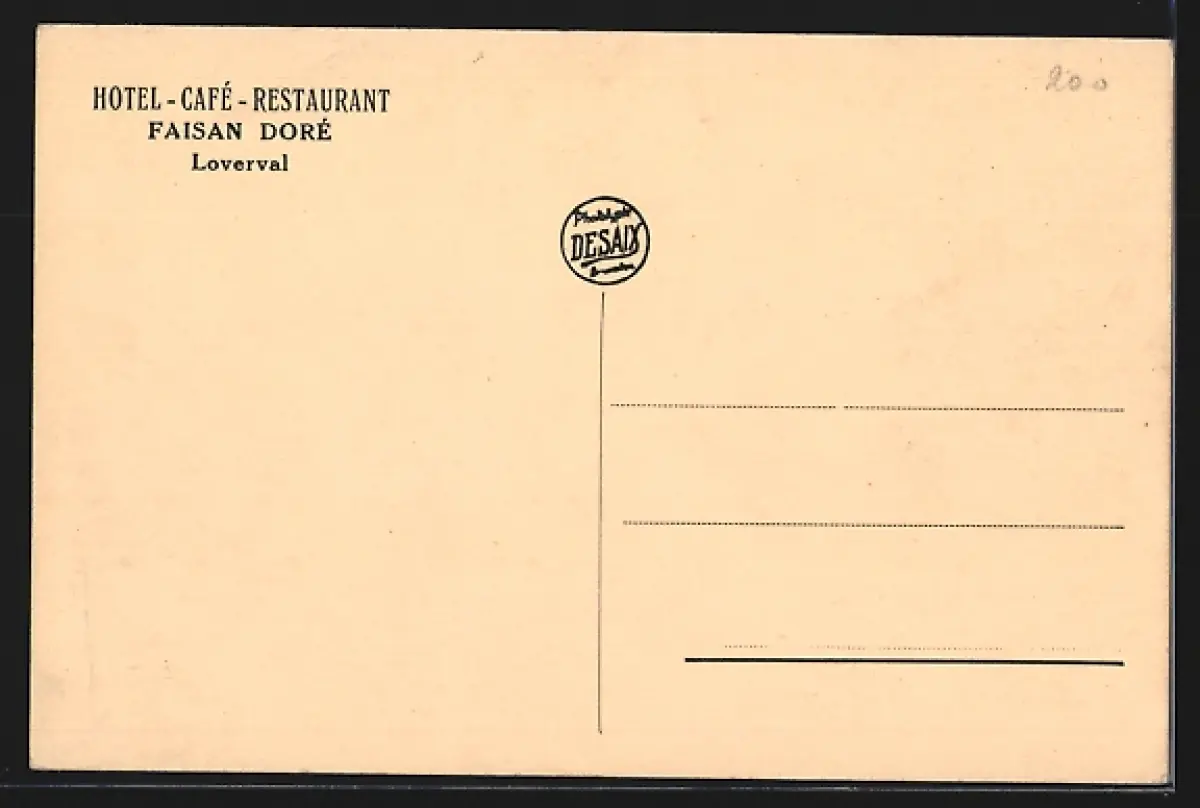 HOTEL - CAFÉ - RESTAURANT
FAISAN DORÉ
Loverval
200
DESAIX